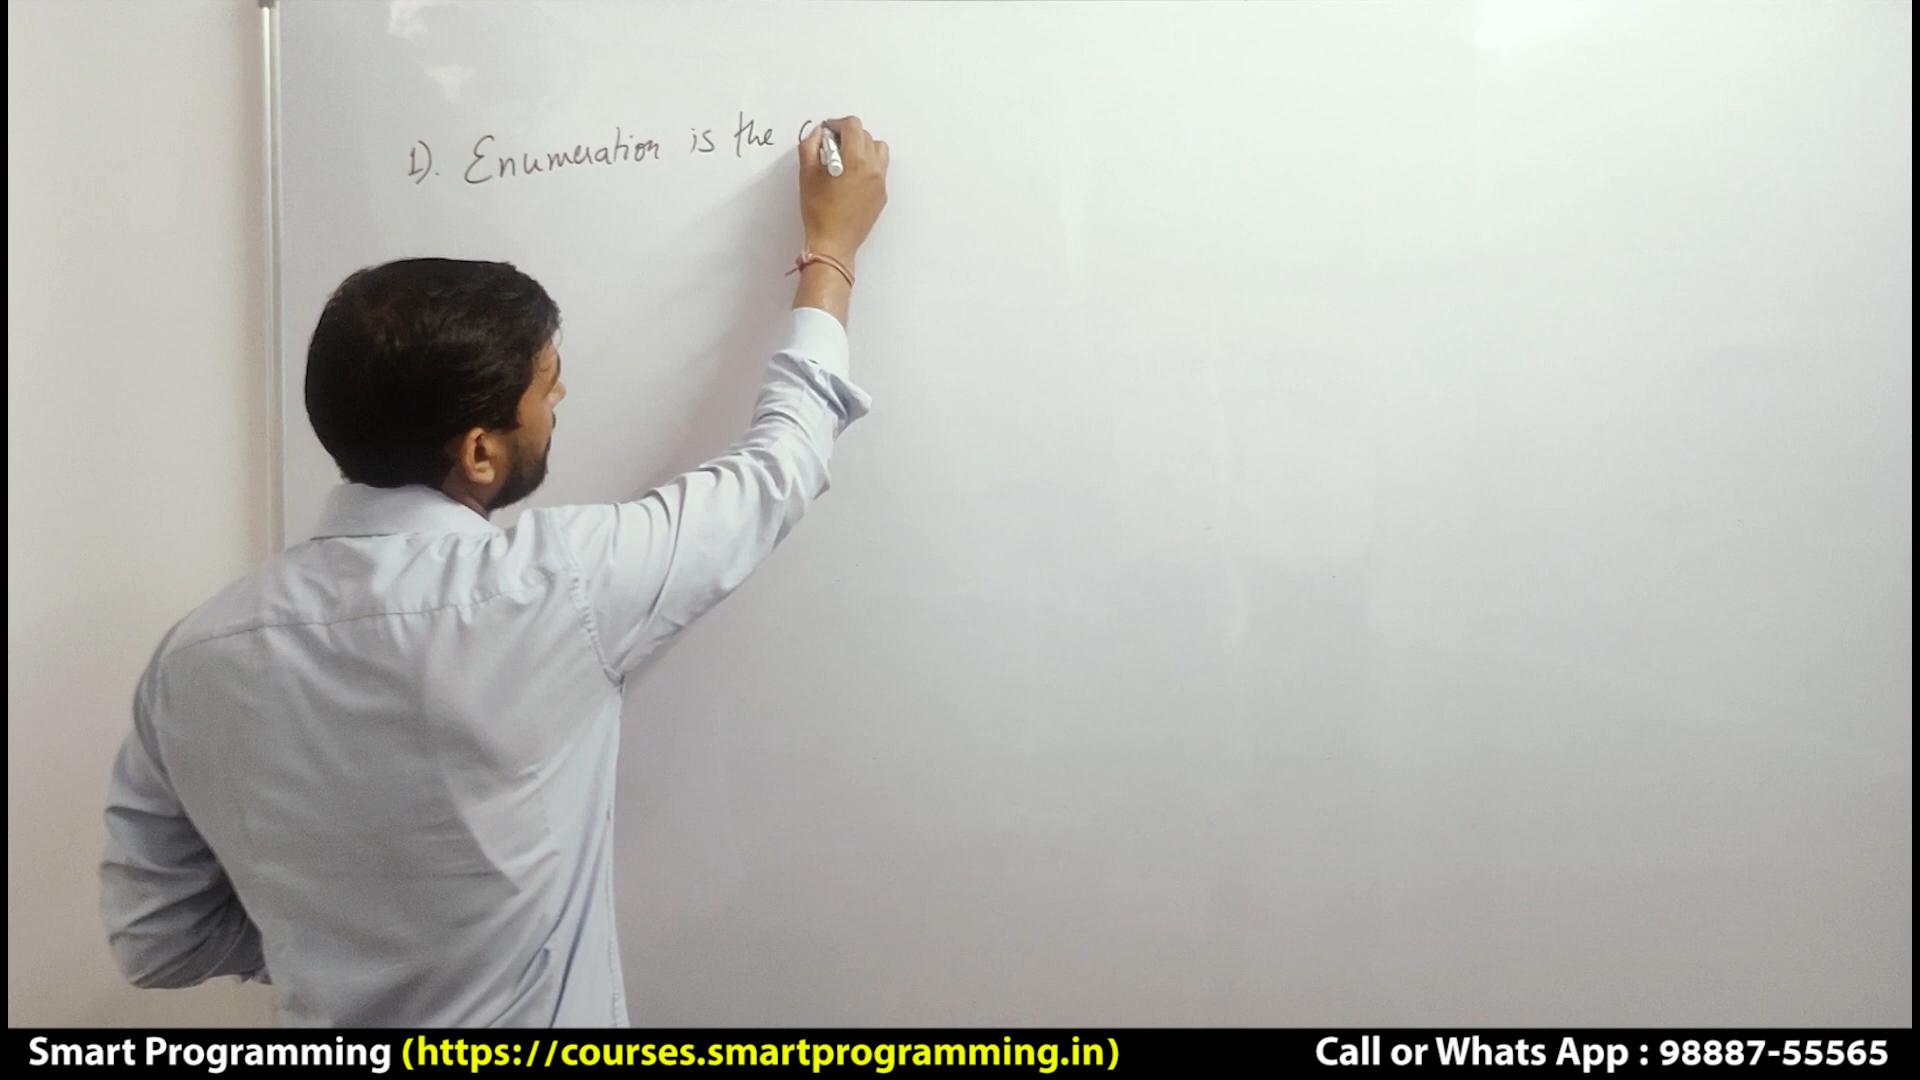 1). Enumeration is the
Smart Programming (https://courses.smartprogramming.in) Call or Whats App : 98887-55565